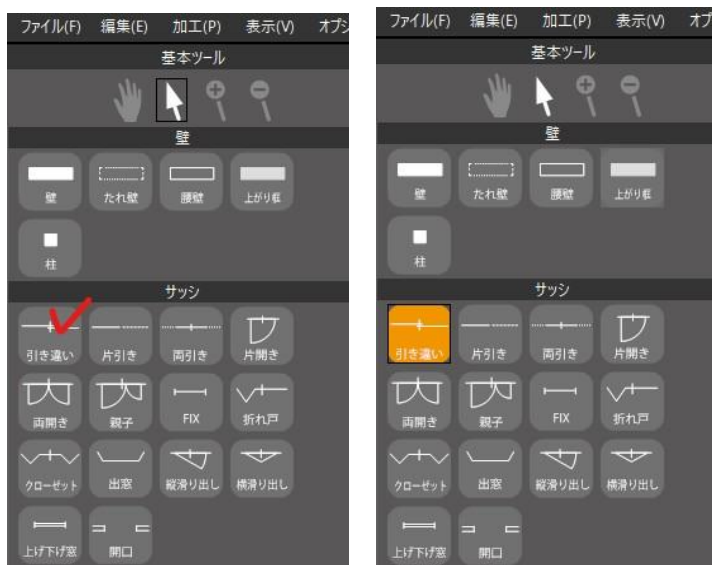 ファイル(F) 編集(E) 加工(P) 表示(V) オプシ
基本ツール
壁
壁 たれ壁 腰壁 上がり框
柱
サッシ
引き違い 片引き 両引き 片開き
両開き 親子 FIX 折れ戸
クローゼット 出窓 縦滑り出し 横滑り出し
上げ下げ窓 開口
ファイル(F) 編集(E) 加工(P) 表示(V) オプ
基本ツール
壁
壁 たれ壁 腰壁 上がり框
柱
サッシ
引き違い 片引き 両引き 片開き
両開き 親子 FIX 折れ戸
クローゼット 出窓 縦滑り出し 横滑り出し
上げ下げ窓 開口